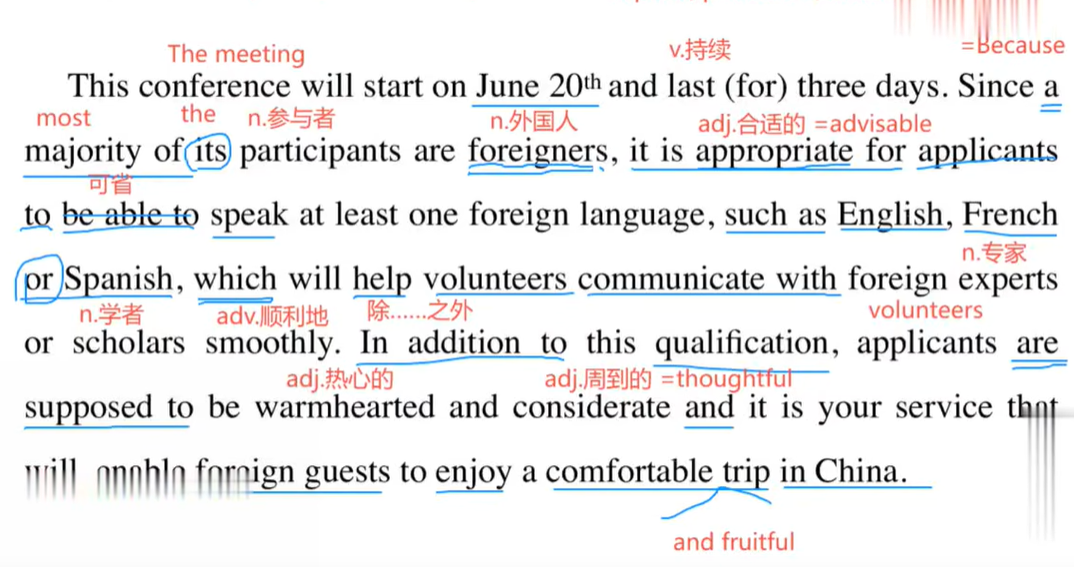 The meeting v.持续 =Because
This conference will start on June 20th and last (for) three days. Since a
most the n.参与者 n.外国人 adj.合适的 =advisable
majority of its participants are foreigners, it is appropriate for applicants
可省
to be able to speak at least one foreign language, such as English, French
n.专家
or Spanish, which will help volunteers communicate with foreign experts
n.学者 adv.顺利地 除……之外 volunteers
or scholars smoothly. In addition to this qualification, applicants are
adj.热心的 adj.周到的 =thoughtful
supposed to be warmhearted and considerate and it is your service that
will foreign guests to enjoy a comfortable trip in China.
and fruitful